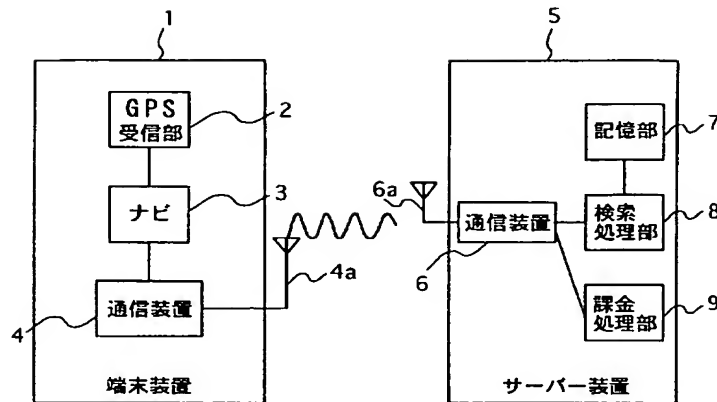 1
GPS
受信部
2
ナビ
3
通信装置
4
4a
端末装置
5
記憶部
7
6a
通信装置
6
検索
処理部
8
課金
処理部
9
サーバー装置